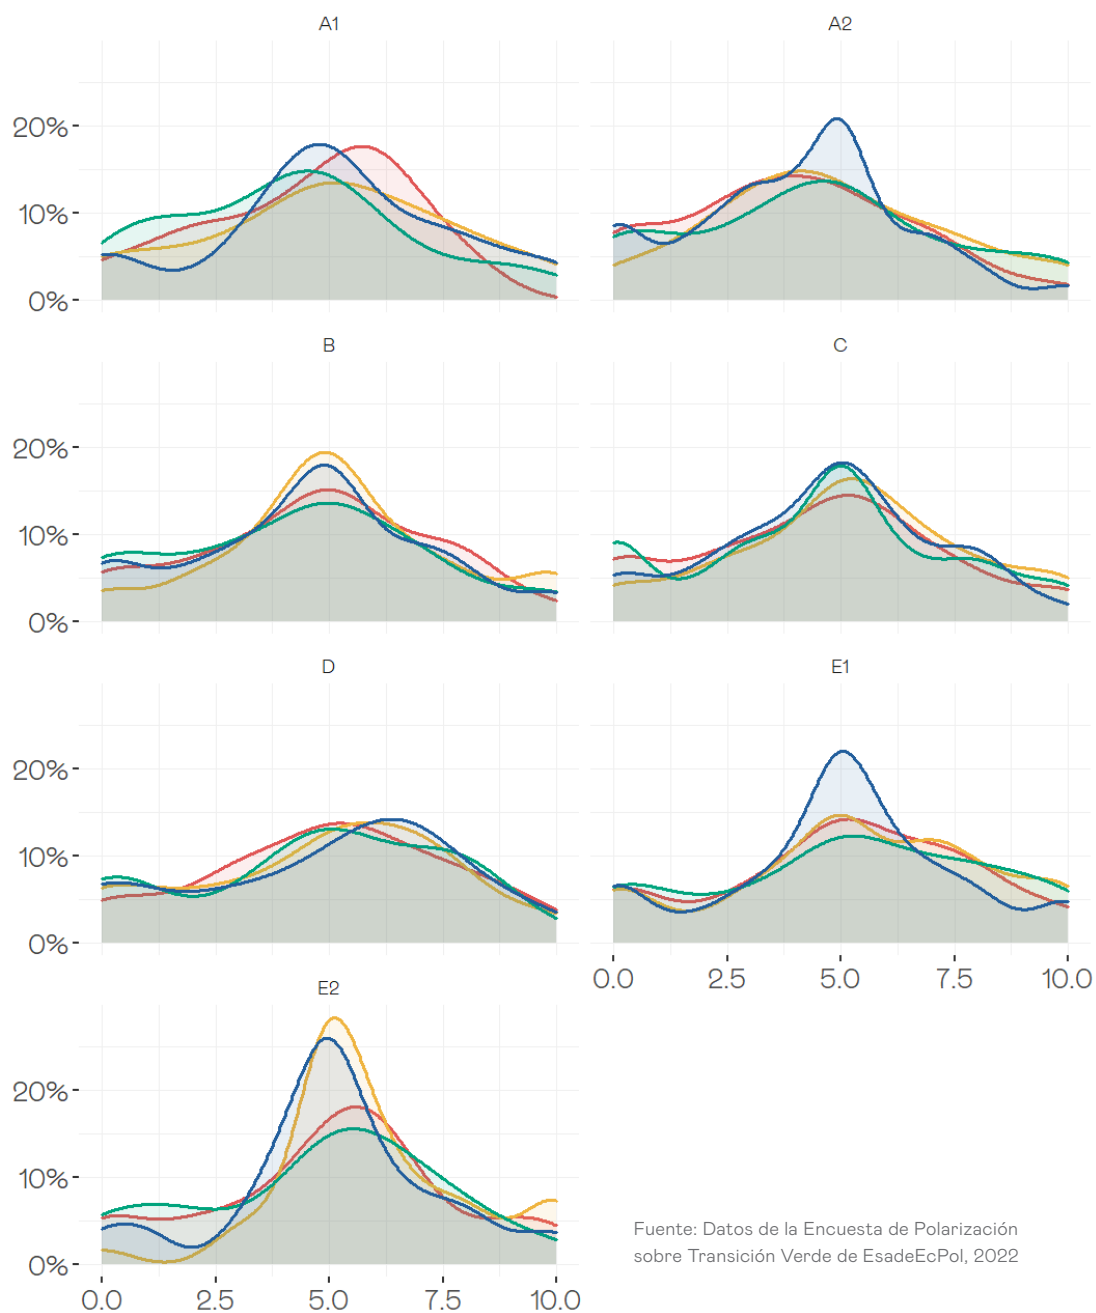 A1
A2
20%
10%
0%
B
C
20%
10%
0%
D
E1
20%
10%
0%
0.0 2.5 5.0 7.5 10.0
E2
20%
10%
0%
0.0 2.5 5.0 7.5 10.0
Fuente: Datos de la Encuesta de Polarización
sobre Transición Verde de EsadeEcPol, 2022